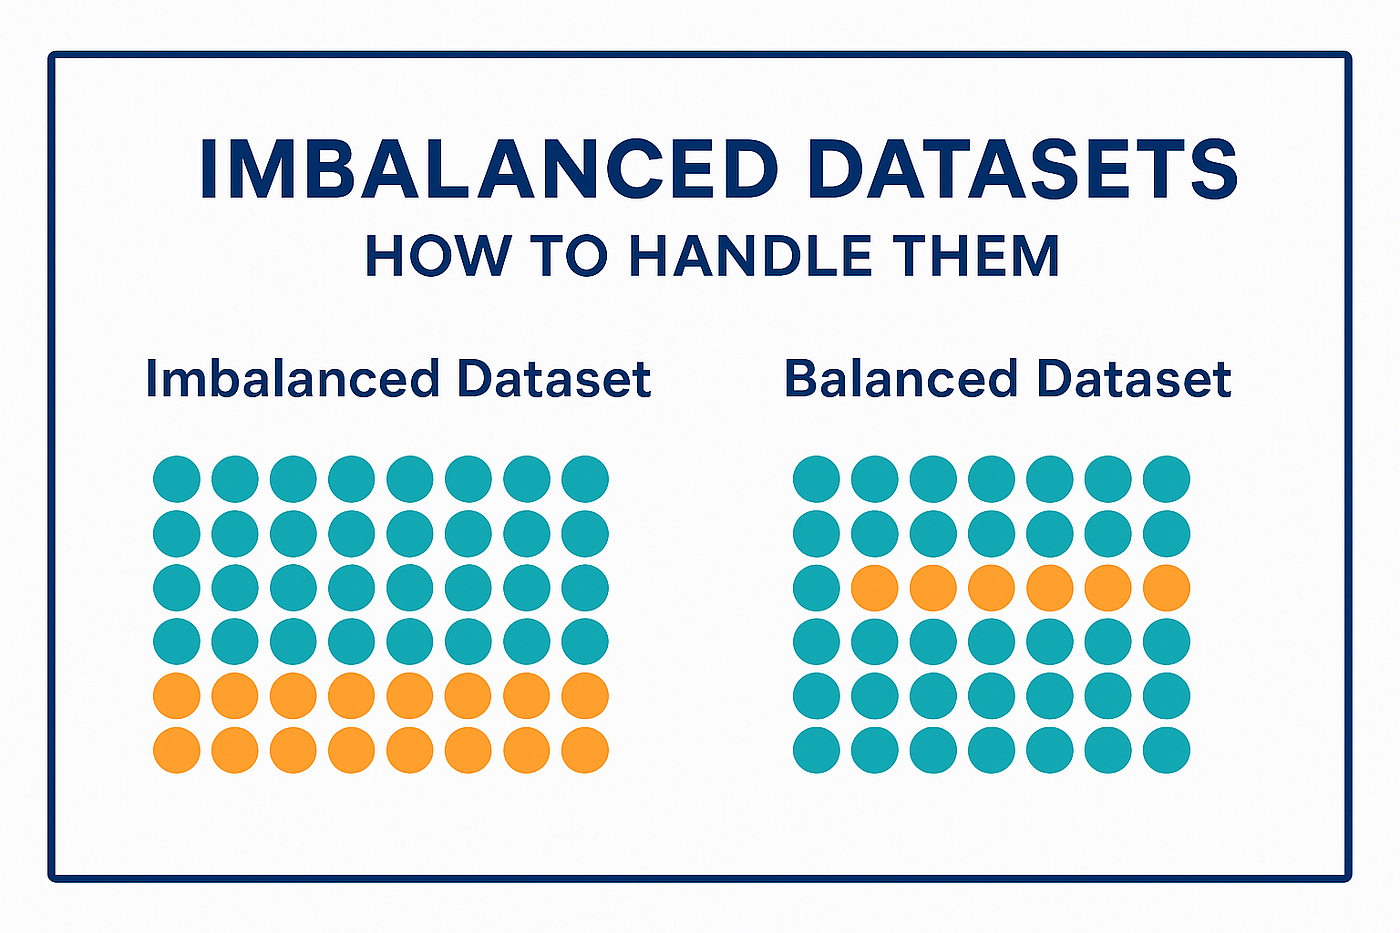 IMBALANCED DATASETS
HOW TO HANDLE THEM
Imbalanced Dataset
Balanced Dataset